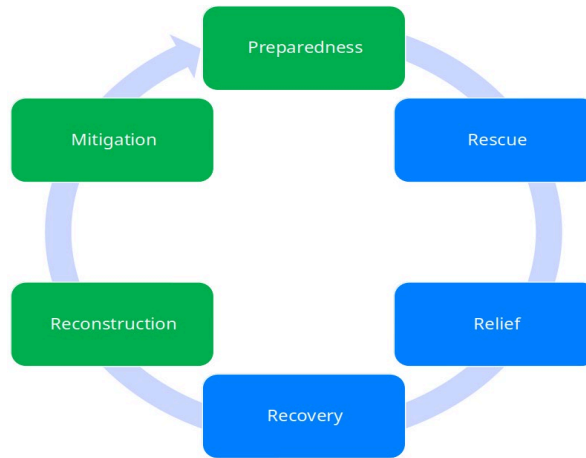 Preparedness
Rescue
Relief
Recovery
Reconstruction
Mitigation